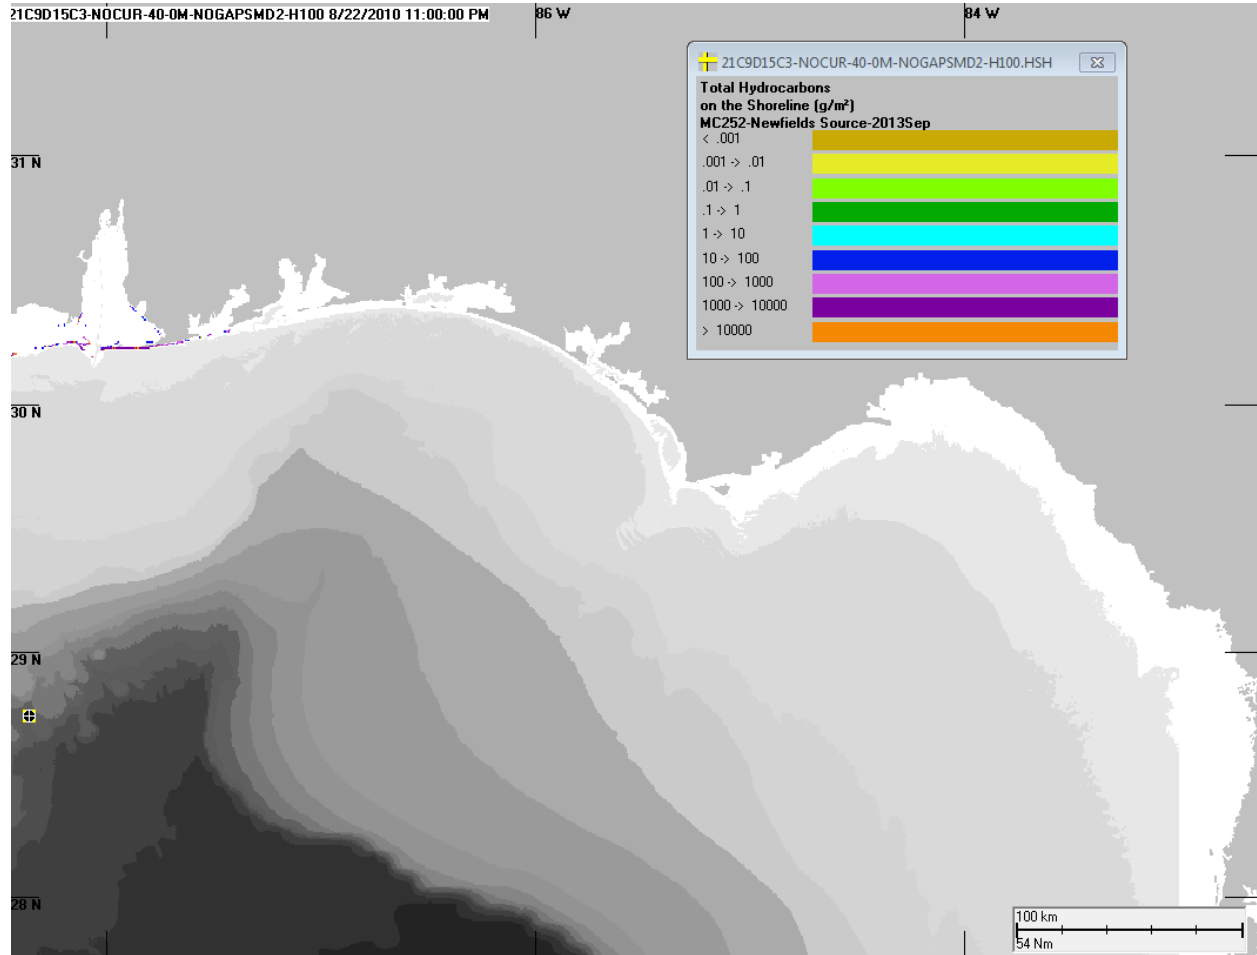 21C9D15C3-NOCUR-40-0M-NOGAPSMD2-H100 8/22/2010 11:00:00 PM
86 W
84 W
21C9D15C3-NOCUR-40-0M-NOGAPSMD2-H100.HSH
Total Hydrocarbons
on the Shoreline (g/m²)
MC252-Newfields Source-2013Sep
< .001
.001 -> .01
.01 -> .1
.1 -> 1
1 -> 10
10 -> 100
100 -> 1000
1000 -> 10000
> 10000
31 N
30 N
29 N
28 N
100 km
54 Nm